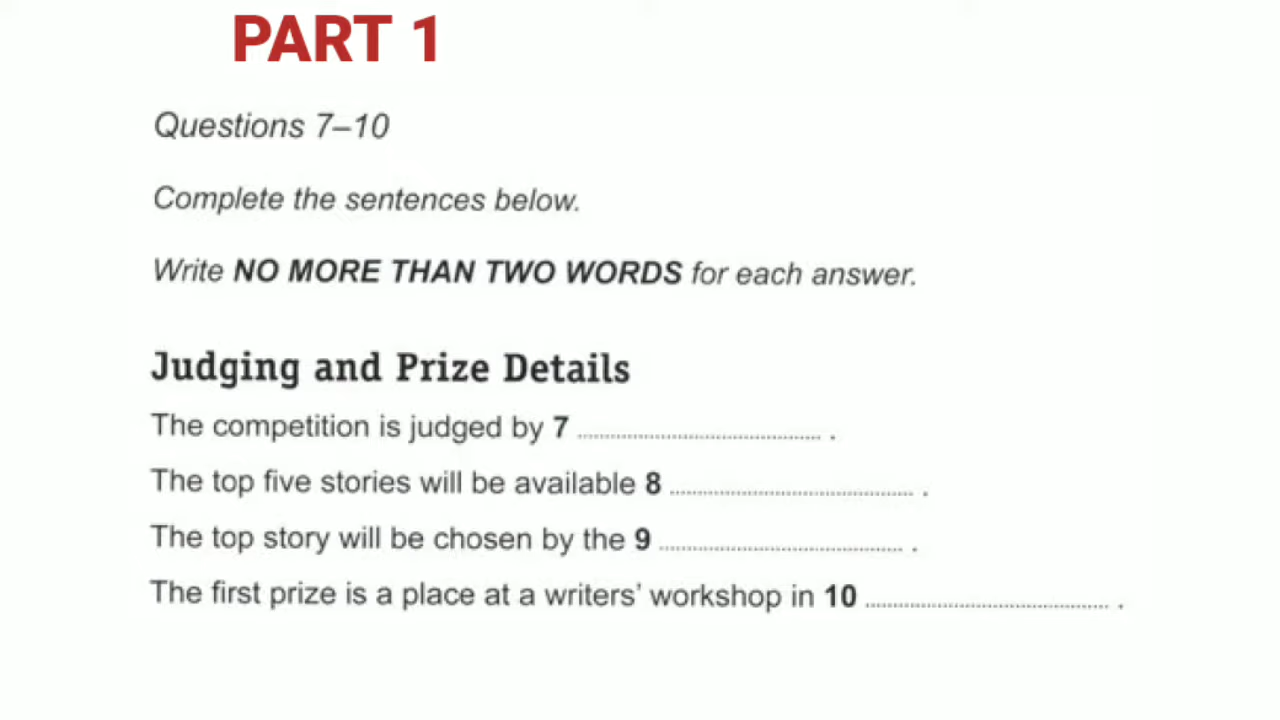 PART 1
Questions 7–10
Complete the sentences below.
Write NO MORE THAN TWO WORDS for each answer.
Judging and Prize Details
The competition is judged by 7 .................................... .
The top five stories will be available 8 .................................... .
The top story will be chosen by the 9 .................................... .
The first prize is a place at a writers' workshop in 10 .................................... .